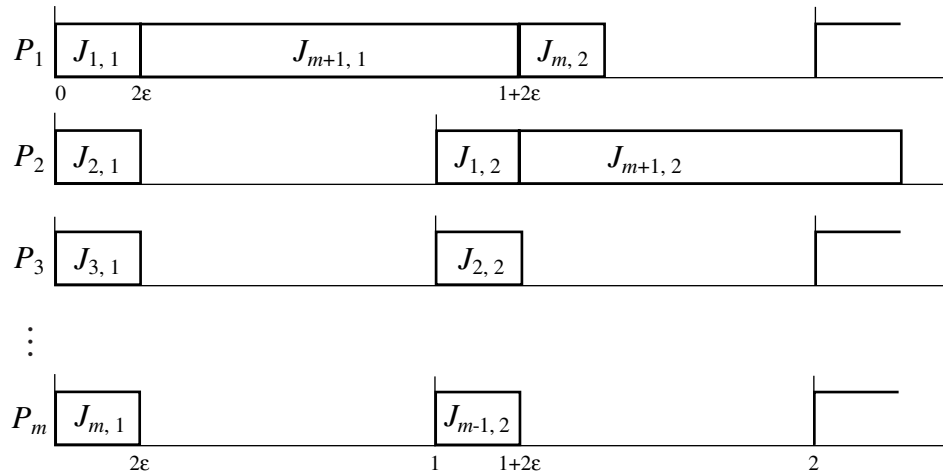 P1 J1, 1 Jm+1, 1 Jm, 2
0 2ε 1+2ε
P2 J2, 1 J1, 2 Jm+1, 2
P3 J3, 1 J2, 2
⋮
Pm Jm, 1 Jm-1, 2
2ε 1 1+2ε 2